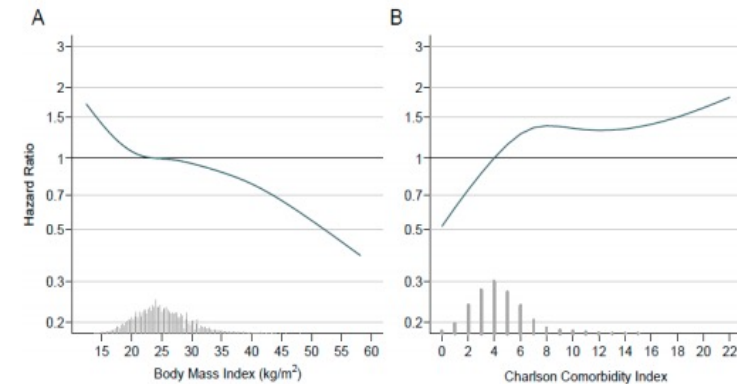 A
B
3
2
1.5
1
0.7
0.5
0.3
0.2
Hazard Ratio
15 20 25 30 35 40 45 50 55 60
Body Mass Index (kg/m²)
3
2
1.5
1
0.7
0.5
0.3
0.2
0 2 4 6 8 10 12 14 16 18 20 22
Charlson Comorbidity Index